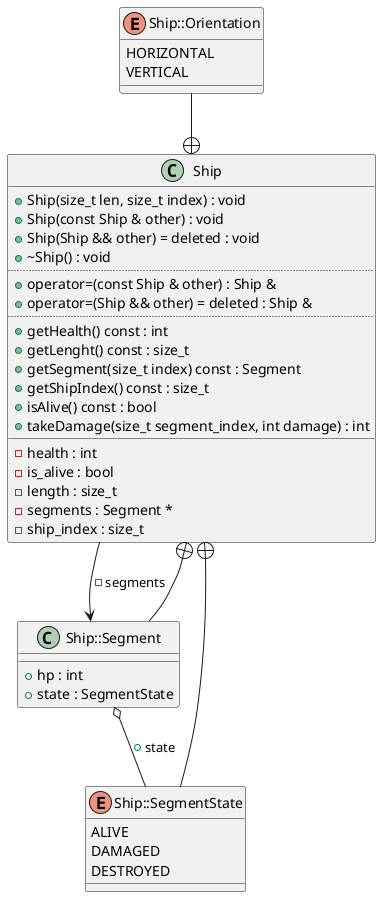 E Ship::Orientation
HORIZONTAL
VERTICAL
C Ship
Ship(size_t len, size_t index) : void
Ship(const Ship & other) : void
Ship(Ship && other) = deleted : void
~Ship() : void
operator=(const Ship & other) : Ship &
operator=(Ship && other) = deleted : Ship &
getHealth() const : int
getLenght() const : size_t
getSegment(size_t index) const : Segment
getShipIndex() const : size_t
isAlive() const : bool
takeDamage(size_t segment_index, int damage) : int
health : int
is_alive : bool
length : size_t
segments : Segment *
ship_index : size_t
segments
C Ship::Segment
hp : int
state : SegmentState
state
E Ship::SegmentState
ALIVE
DAMAGED
DESTROYED